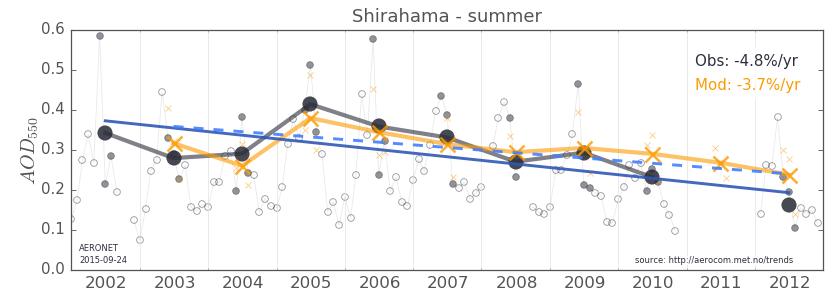 Shirahama - summer
0.6
0.5
0.4
0.3
0.2
0.1
0.0
AOD550
Obs: -4.8%/yr
Mod: -3.7%/yr
AERONET
2015-09-24
source: http://aerocom.met.no/trends
2002 2003 2004 2005 2006 2007 2008 2009 2010 2011 2012